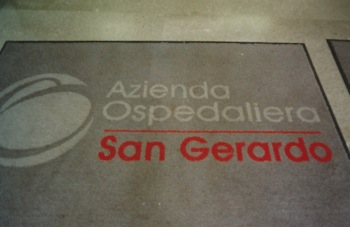 Azienda
Ospedaliera
San Gerardo